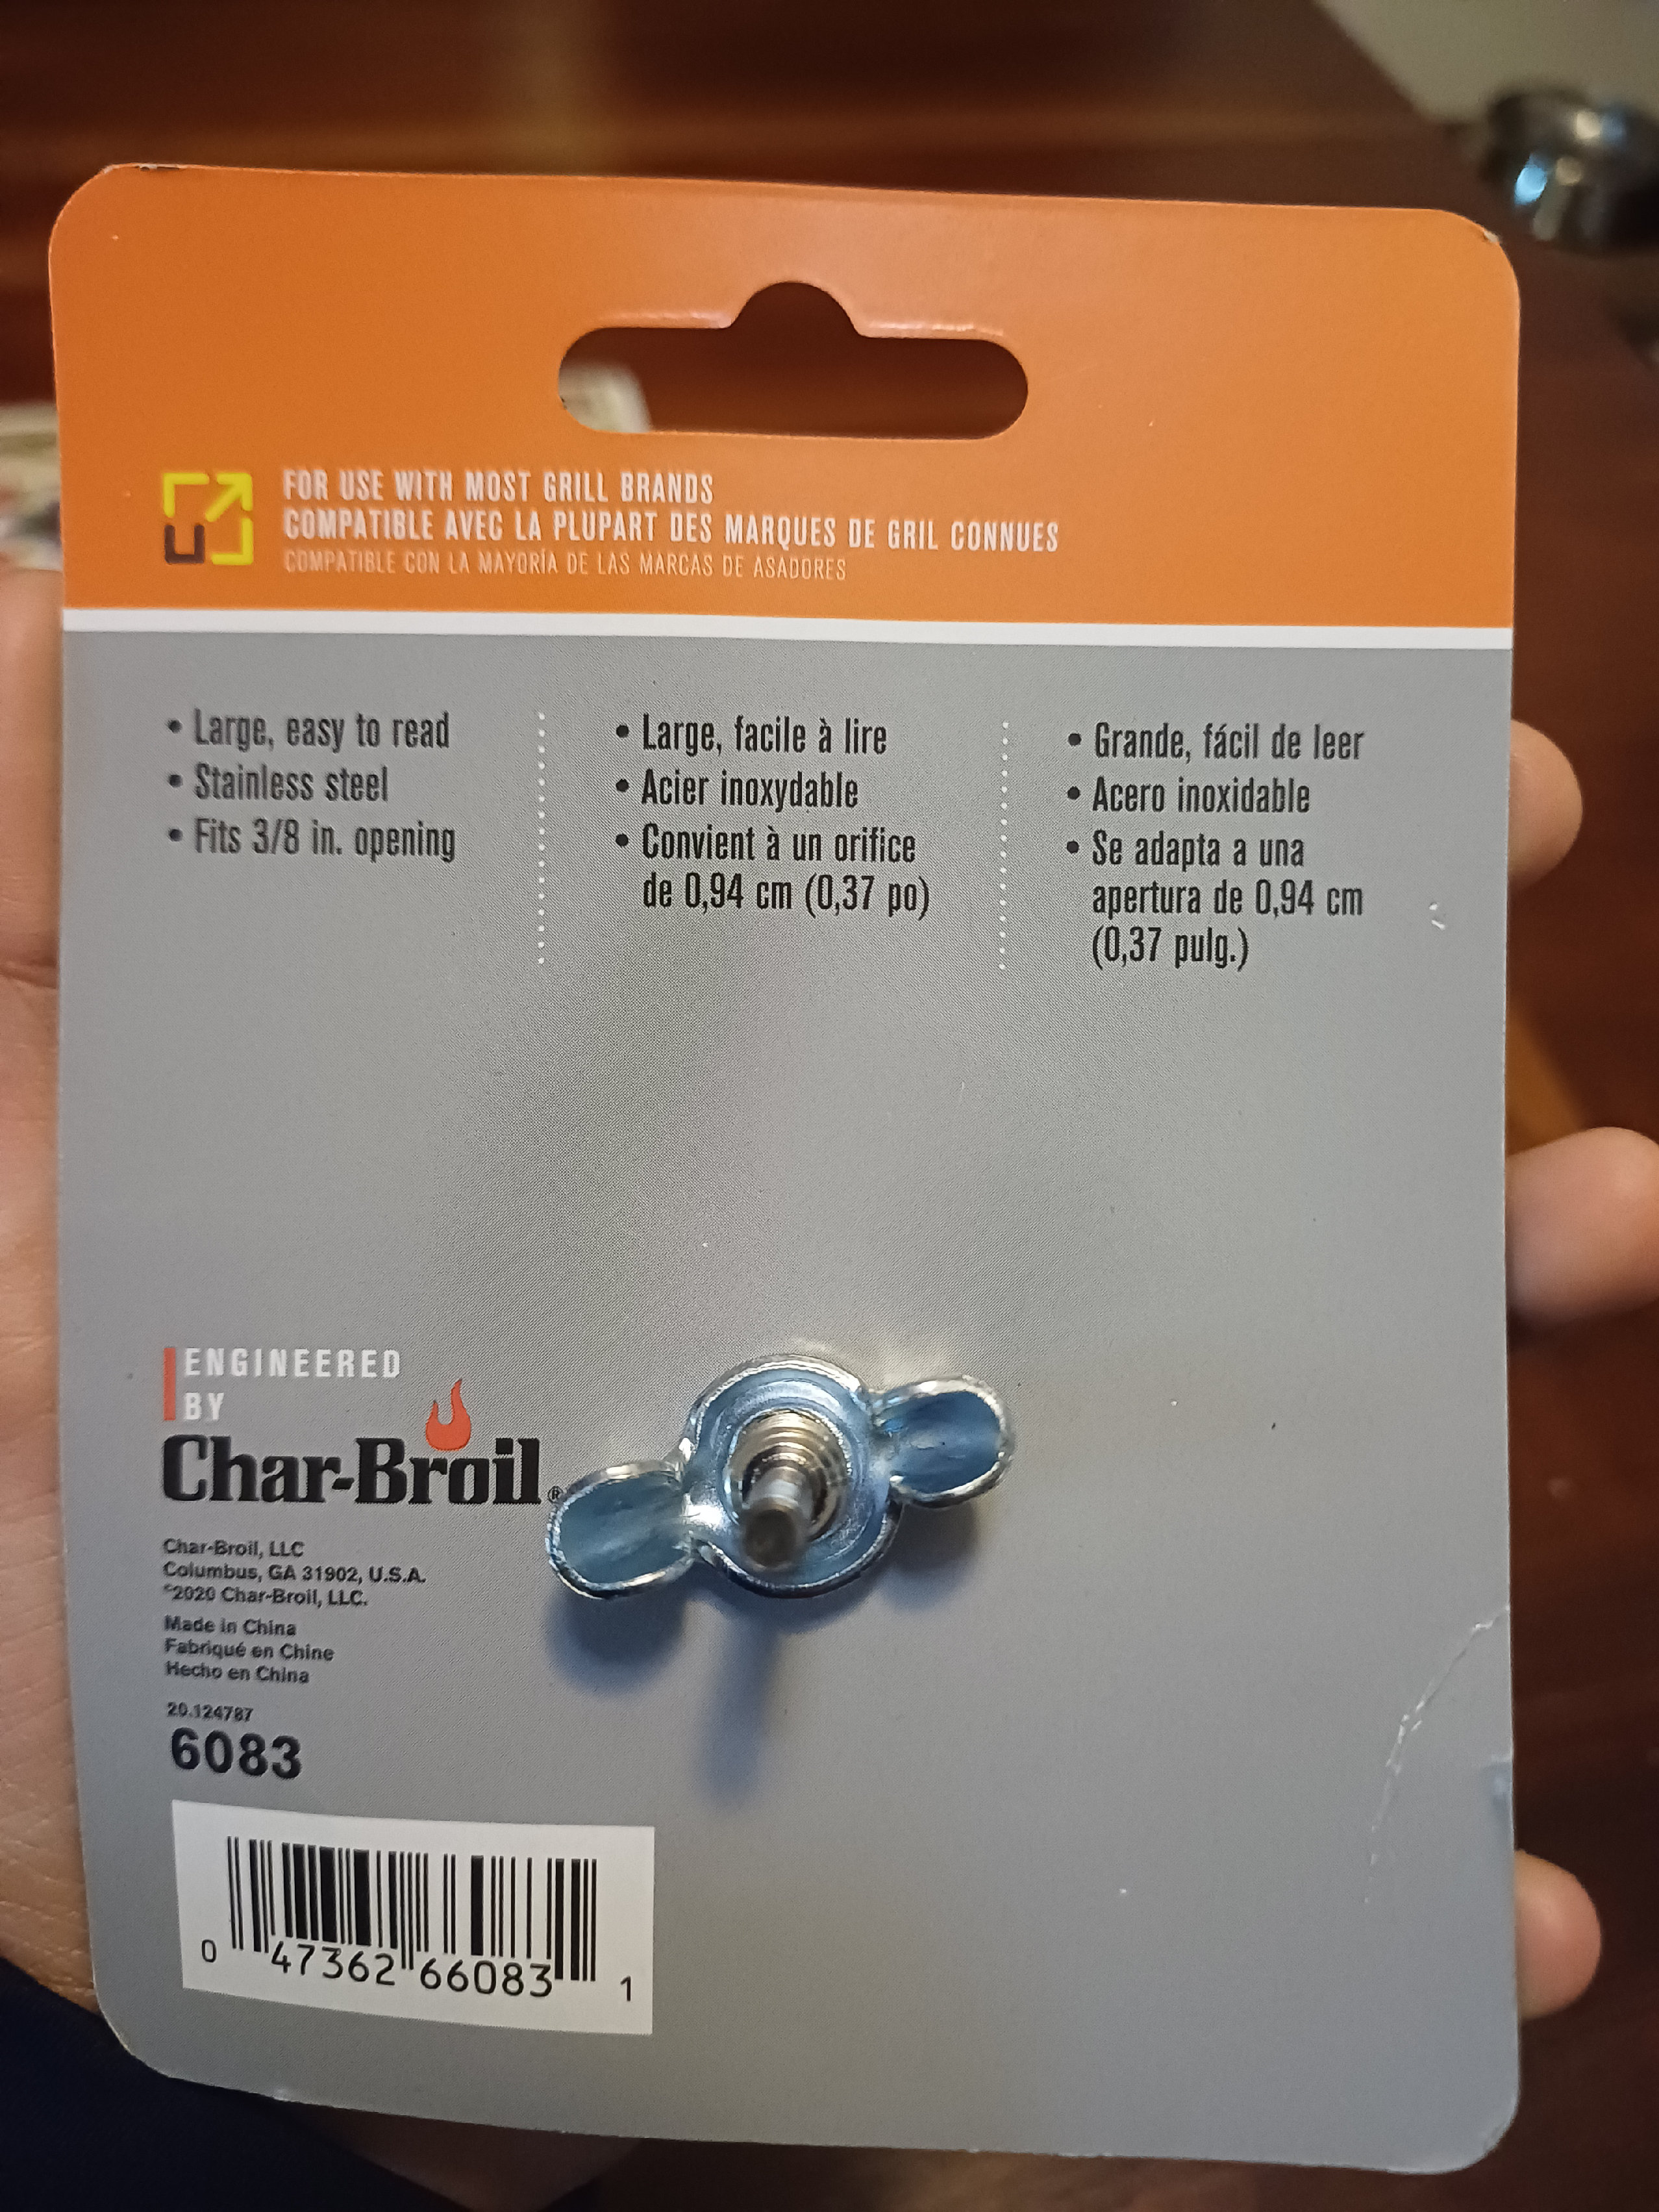 FOR USE WITH MOST GRILL BRANDS
COMPATIBLE AVEC LA PLUPART DES MARQUES DE GRIL CONNUES
COMPATIBLE CON LA MAYORÍA DE LAS MARCAS DE ASADORES
• Large, easy to read
• Stainless steel
• Fits 3/8 in. opening
• Large, facile à lire
• Acier inoxydable
• Convient à un orifice
de 0,94 cm (0,37 po)
• Grande, fácil de leer
• Acero inoxidable
• Se adapta a una
apertura de 0,94 cm
(0,37 pulg.)
ENGINEERED
BY
Char-Broil®
Char-Broil, LLC
Columbus, GA 31902, U.S.A.
©2020 Char-Broil, LLC.
Made in China
Fabriqué en Chine
Hecho en China
20.124787
6083
0 47362 66083 1